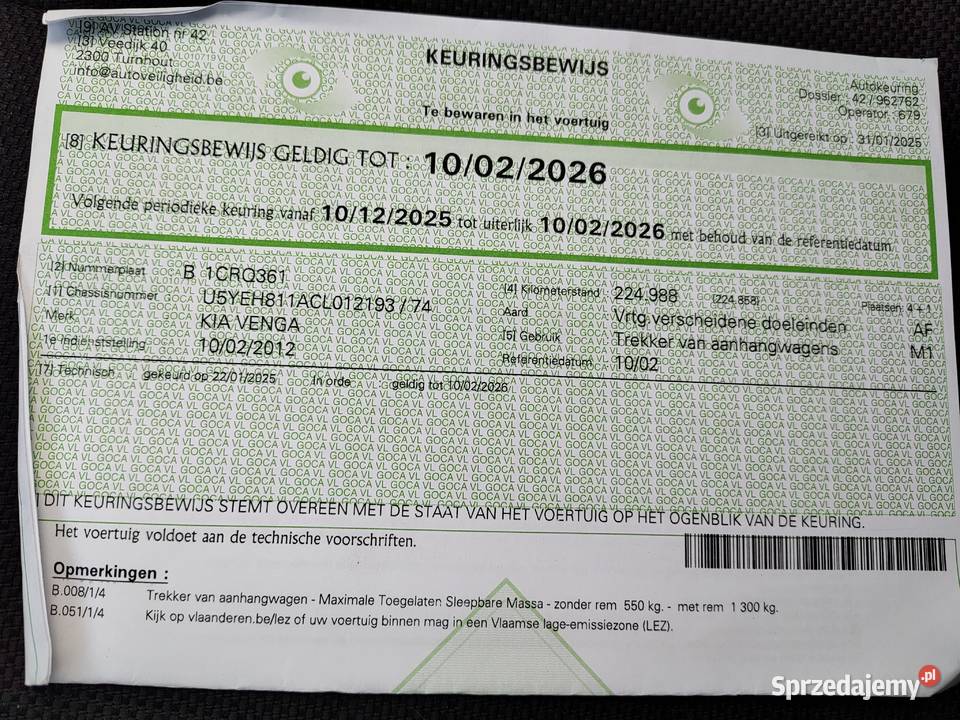 [9] AV Station nr 42
[3] Veedijk 40
2300 Turnhout
info@autoveiligheid.be
KEURINGSBEWIJS
Te bewaren in het voertuig
Autokeuring
Dossier : 42 / 962762
Operator : 679
[3] Uitgereikt op : 31/01/2025
[8] KEURINGSBEWIJS GELDIG TOT : 10/02/2026
Volgende periodieke keuring vanaf 10/12/2025 tot uiterlijk 10/02/2026 met behoud van de referentiedatum.
[2] Nummerplaat B 1CRQ361
[1] Chassisnummer U5YEH811ACL012193 / 74
Merk KIA VENGA
1e Indienststelling 10/02/2012
[4] Kilometerstand 224.988 (224.858) Plaatsen: 4 + 1
Aard Vrtg.verscheidene doeleinden AF
[5] Gebruik Trekker van aanhangwagens M1
Referentiedatum 10/02
[7] Technisch gekeurd op 22/01/2025 In orde geldig tot 10/02/2026
DIT KEURINGSBEWIJS STEMT OVEREEN MET DE STAAT VAN HET VOERTUIG OP HET OGENBLIK VAN DE KEURING.
Het voertuig voldoet aan de technische voorschriften.
Opmerkingen :
B.008/1/4 Trekker van aanhangwagen - Maximale Toegelaten Sleepbare Massa - zonder rem 550 kg. - met rem 1 300 kg.
B.051/1/4 Kijk op vlaanderen.be/lez of uw voertuig binnen mag in een Vlaamse lage-emissiezone (LEZ).
Sprzedajemy.pl